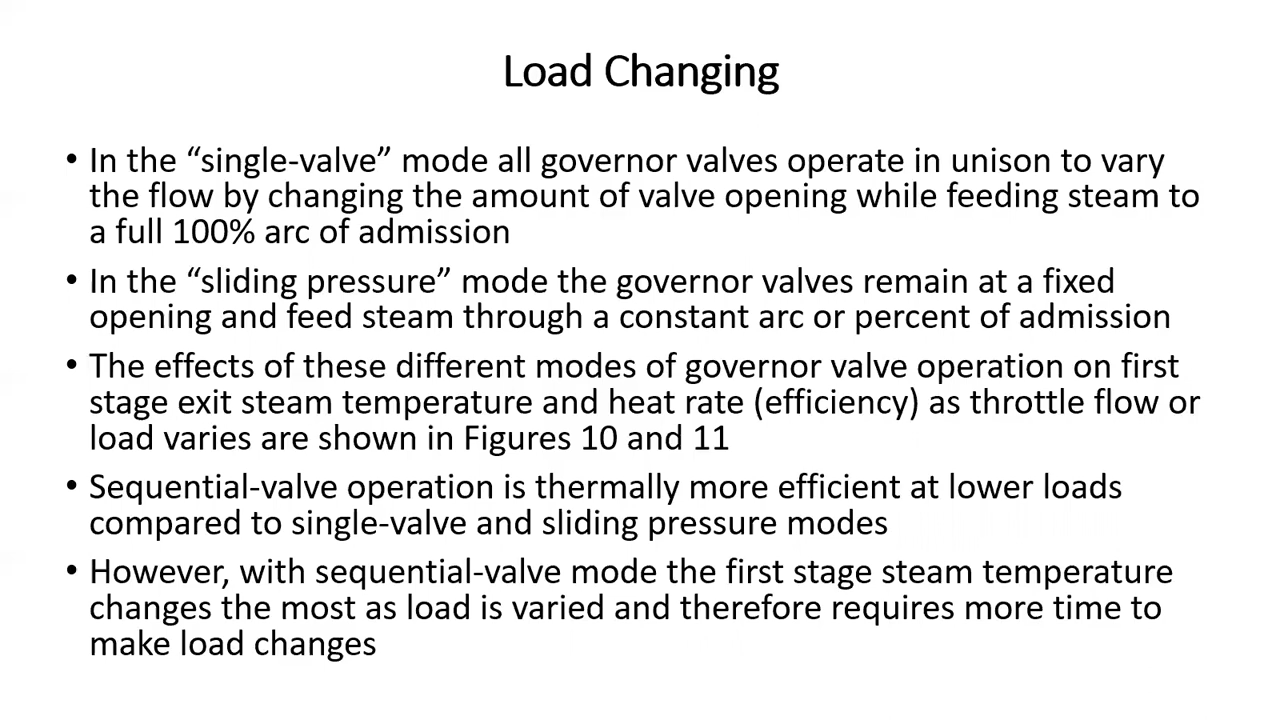 Load Changing
• In the “single-valve” mode all governor valves operate in unison to vary
the flow by changing the amount of valve opening while feeding steam to
a full 100% arc of admission
• In the “sliding pressure” mode the governor valves remain at a fixed
opening and feed steam through a constant arc or percent of admission
• The effects of these different modes of governor valve operation on first
stage exit steam temperature and heat rate (efficiency) as throttle flow or
load varies are shown in Figures 10 and 11
• Sequential-valve operation is thermally more efficient at lower loads
compared to single-valve and sliding pressure modes
• However, with sequential-valve mode the first stage steam temperature
changes the most as load is varied and therefore requires more time to
make load changes